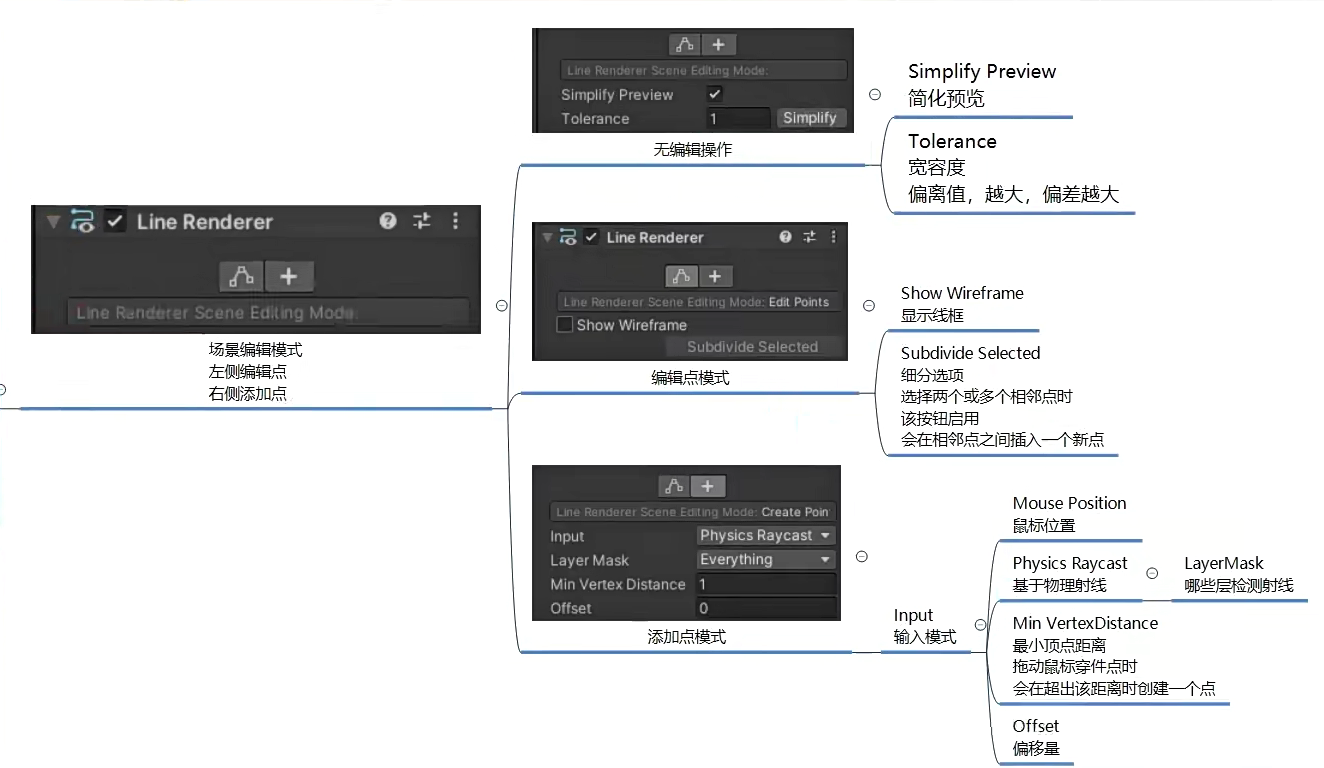 Line Renderer
Line Renderer Scene Editing Mode:
场景编辑模式
左侧编辑点
右侧添加点
Line Renderer Scene Editing Mode:
Simplify Preview
Tolerance 1 Simplify
无编辑操作
Simplify Preview
简化预览
Tolerance
宽容度
偏离值，越大，偏差越大
Line Renderer
Line Renderer Scene Editing Mode: Edit Points
Show Wireframe
Subdivide Selected
编辑点模式
Show Wireframe
显示线框
Subdivide Selected
细分选项
选择两个或多个相邻点时
该按钮启用
会在相邻点之间插入一个新点
Line Renderer Scene Editing Mode: Create Poin
Input Physics Raycast
Layer Mask Everything
Min Vertex Distance 1
Offset 0
添加点模式
Input
输入模式
Mouse Position
鼠标位置
Physics Raycast
基于物理射线
LayerMask
哪些层检测射线
Min VertexDistance
最小顶点距离
拖动鼠标穿件点时
会在超出该距离时创建一个点
Offset
偏移量